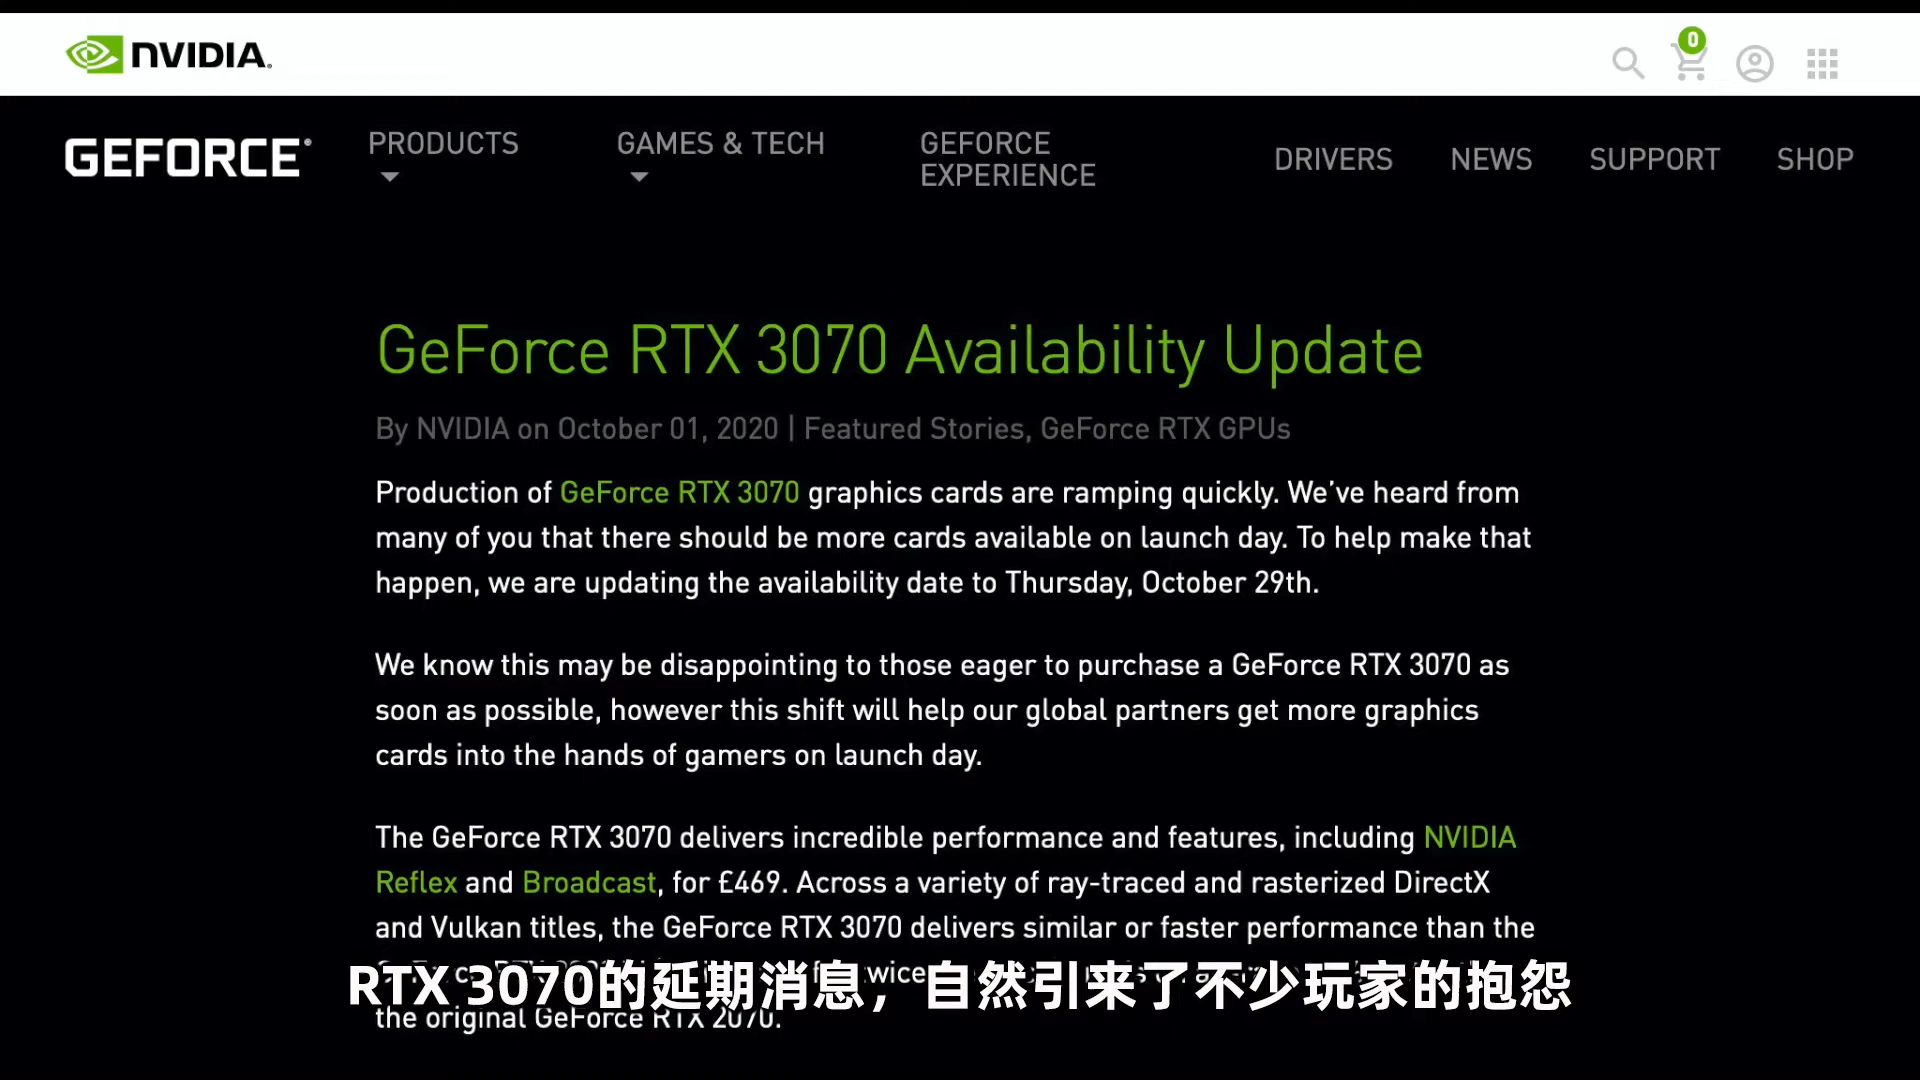 NVIDIA.
0
GEFORCE®
PRODUCTS
GAMES & TECH
GEFORCE
EXPERIENCE
DRIVERS
NEWS
SUPPORT
SHOP
GeForce RTX 3070 Availability Update
By NVIDIA on October 01, 2020 | Featured Stories, GeForce RTX GPUs
Production of GeForce RTX 3070 graphics cards are ramping quickly. We’ve heard from
many of you that there should be more cards available on launch day. To help make that
happen, we are updating the availability date to Thursday, October 29th.
We know this may be disappointing to those eager to purchase a GeForce RTX 3070 as
soon as possible, however this shift will help our global partners get more graphics
cards into the hands of gamers on launch day.
The GeForce RTX 3070 delivers incredible performance and features, including NVIDIA
Reflex and Broadcast, for £469. Across a variety of ray-traced and rasterized DirectX
and Vulkan titles, the GeForce RTX 3070 delivers similar or faster performance than the
twice
RTX 3070的延期消息，自然引来了不少玩家的抱怨
the original GeForce RTX 2070.